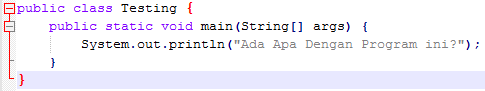 public class Testing {
    public static void main(String[] args) {
        System.out.println("Ada Apa Dengan Program ini?");
    }
}